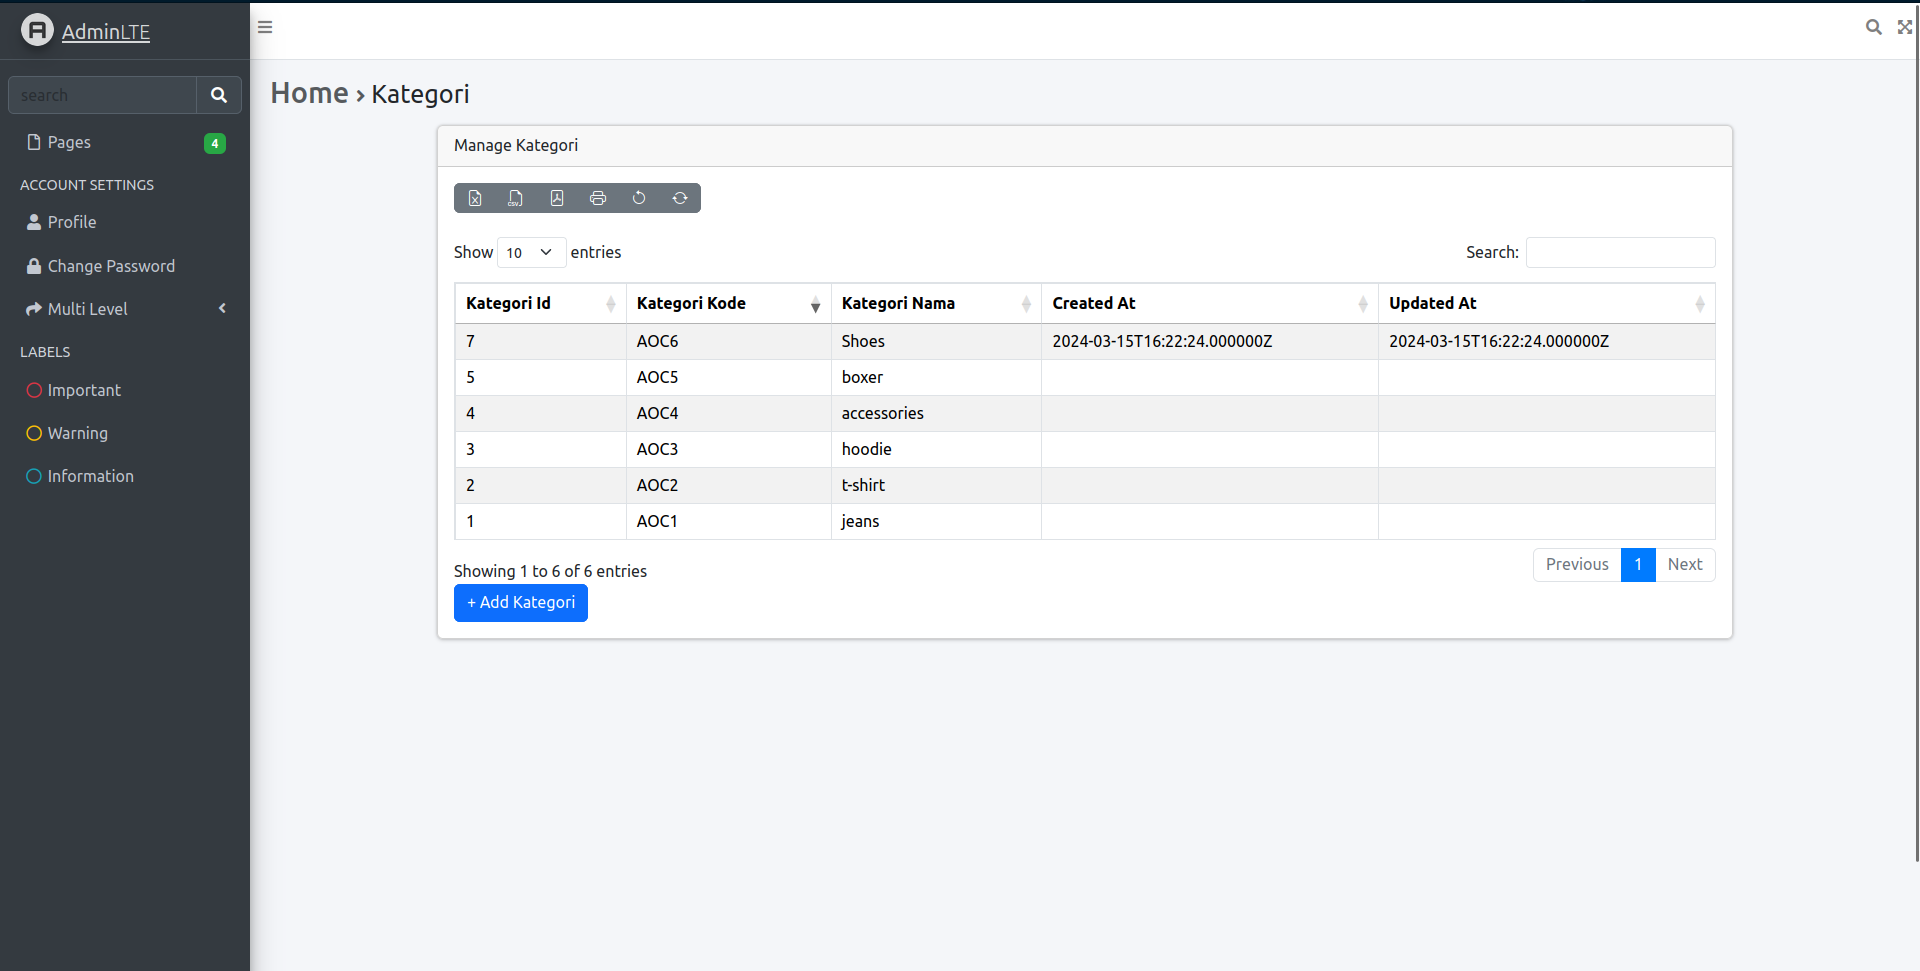 AdminLTE
search
Pages 4
ACCOUNT SETTINGS
Profile
Change Password
Multi Level
LABELS
Important
Warning
Information
Home › Kategori
Manage Kategori
Show 10 entries Search:
Kategori Id Kategori Kode Kategori Nama Created At Updated At
7 AOC6 Shoes 2024-03-15T16:22:24.000000Z 2024-03-15T16:22:24.000000Z
5 AOC5 boxer
4 AOC4 accessories
3 AOC3 hoodie
2 AOC2 t-shirt
1 AOC1 jeans
Showing 1 to 6 of 6 entries Previous 1 Next
+ Add Kategori